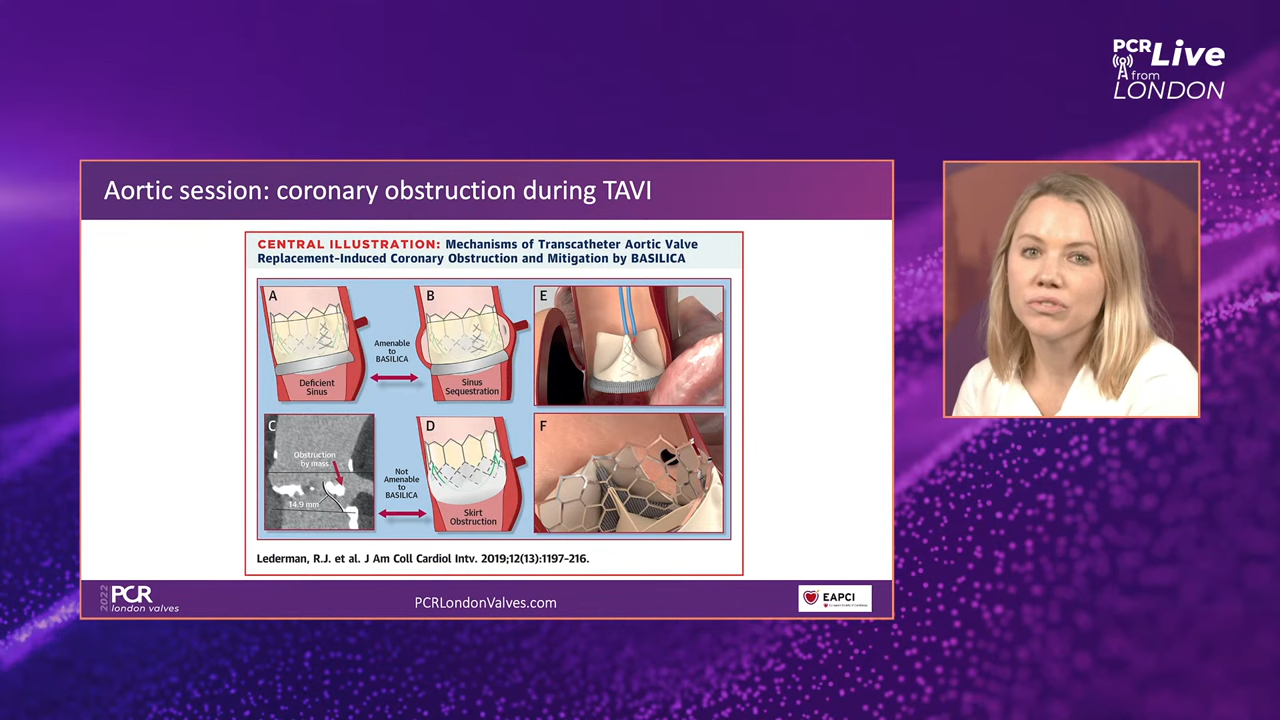 PCR Live
from
LONDON
Aortic session: coronary obstruction during TAVI
CENTRAL ILLUSTRATION: Mechanisms of Transcatheter Aortic Valve
Replacement-Induced Coronary Obstruction and Mitigation by BASILICA
A
B
E
Amenable
to
BASILICA
Deficient
Sinus
Sinus
Sequestration
C
D
F
Obstruction
by mass
14.9 mm
Not
Amenable
to
BASILICA
Skirt
Obstruction
Lederman, R.J. et al. J Am Coll Cardiol Intv. 2019;12(13):1197-216.
2022
PCR
london valves
PCRLondonValves.com
EAPCI